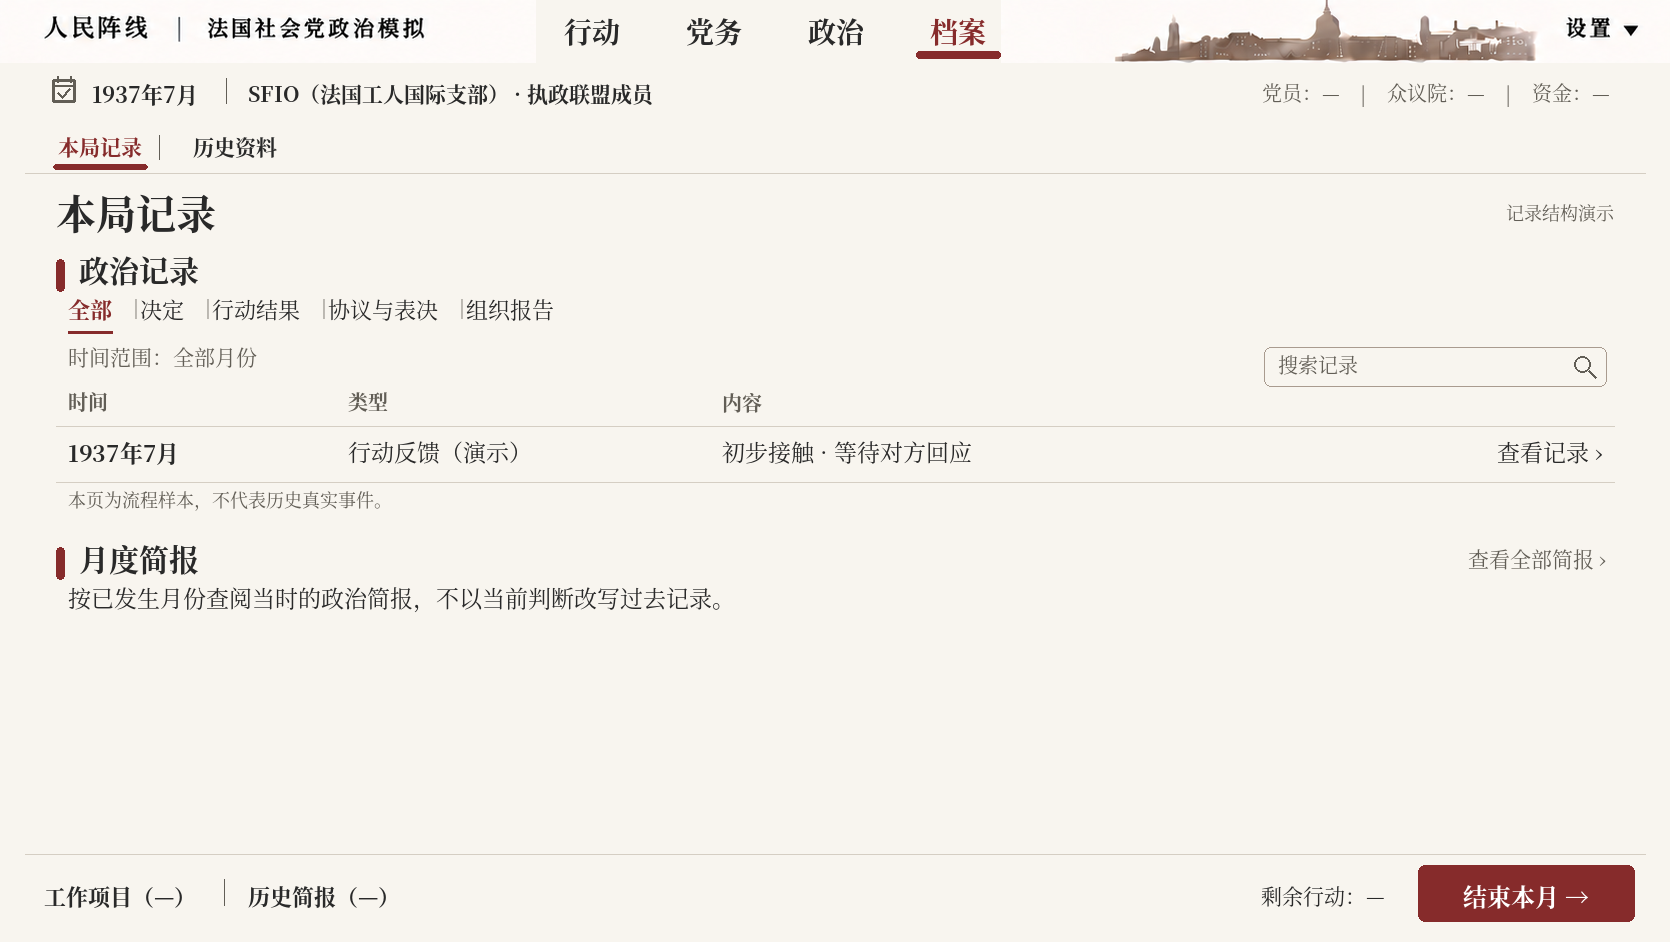 人民阵线 | 法国社会党政治模拟
行动 党务 政治 档案
设置 ▼
1937年7月 | SFIO（法国工人国际支部）· 执政联盟成员
党员：— | 众议院：— | 资金：—
本局记录 | 历史资料
本局记录
记录结构演示
政治记录
全部 |决定 |行动结果 |协议与表决 |组织报告
时间范围：全部月份
搜索记录
时间 类型 内容
1937年7月 行动反馈（演示） 初步接触 · 等待对方回应 查看记录 ›
本页为流程样本，不代表历史真实事件。
月度简报
查看全部简报 ›
按已发生月份查阅当时的政治简报，不以当前判断改写过去记录。
工作项目（—） | 历史简报（—）
剩余行动：—
结束本月 →